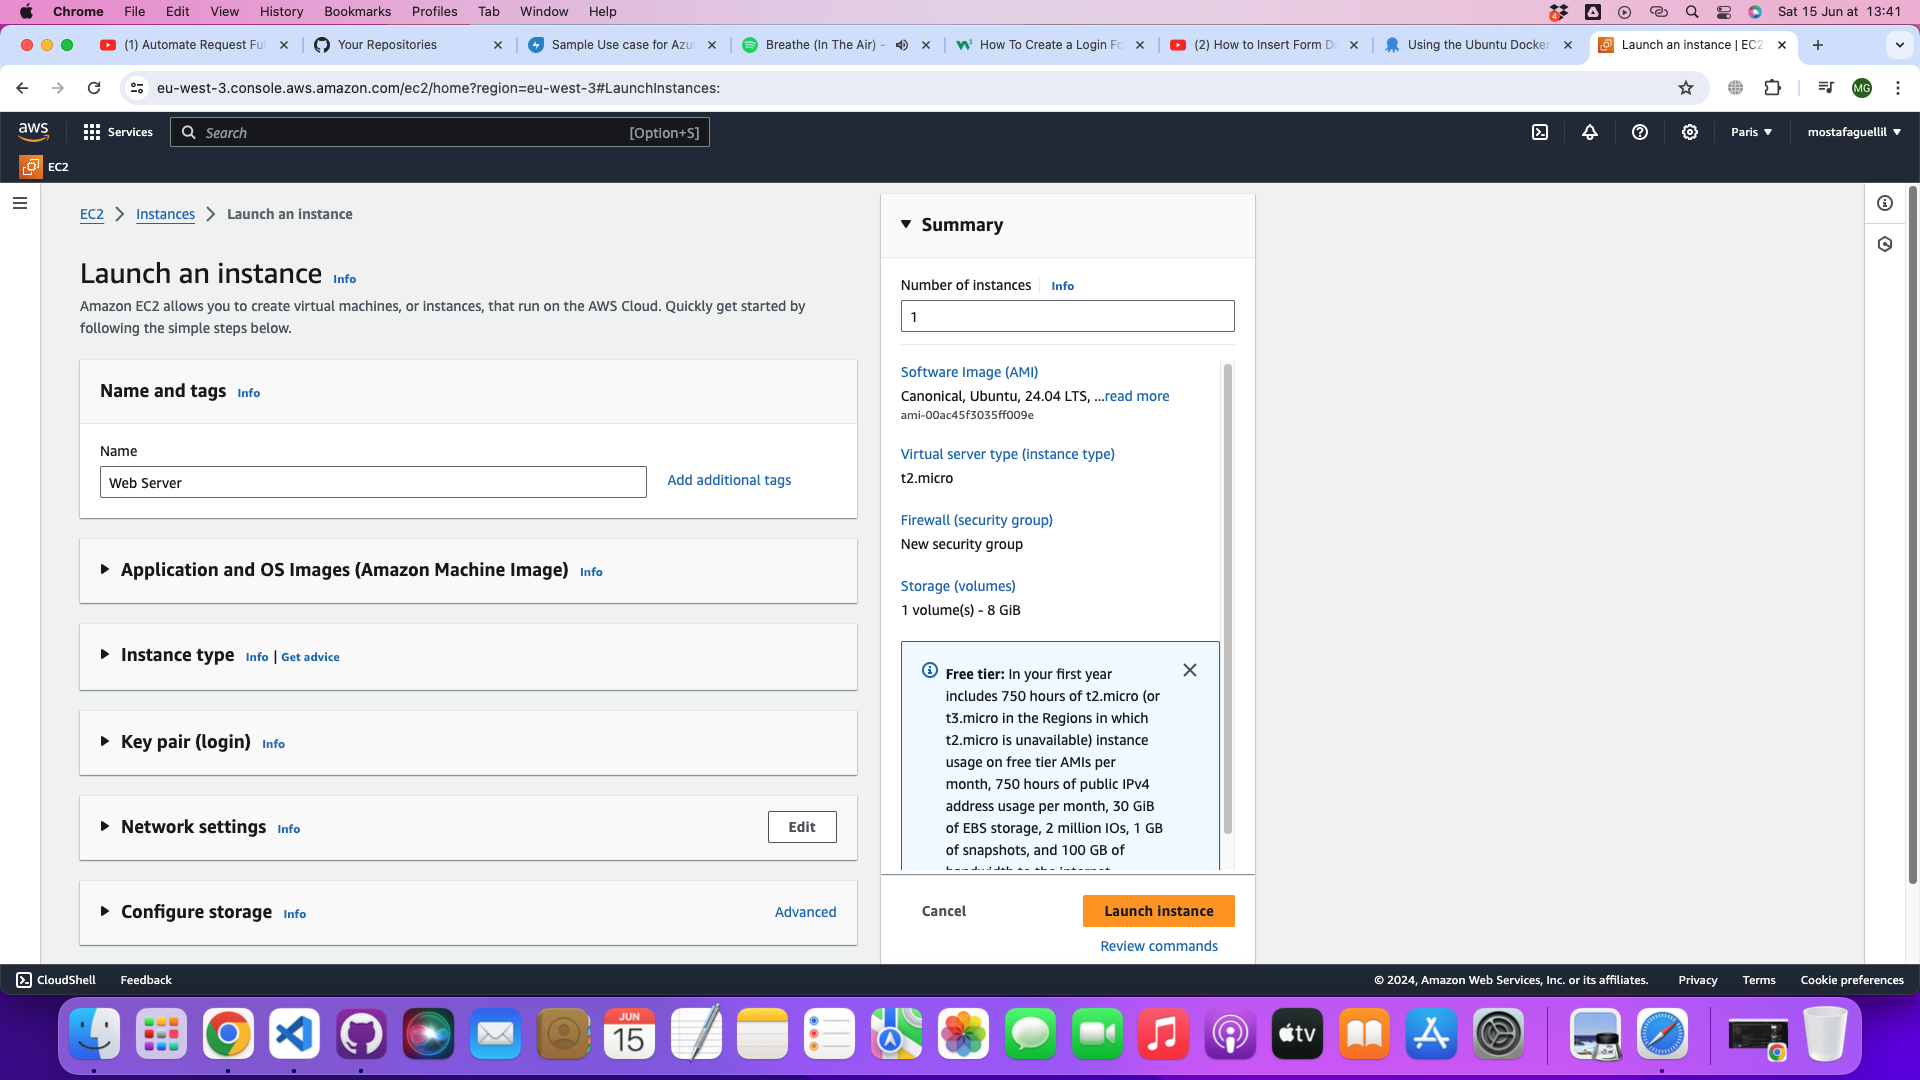 Chrome File Edit View History Bookmarks Profiles Tab Window Help
4
Sat 15 Jun at 13:41
(1) Automate Request Ful
Your Repositories
Sample Use case for Azu
Breathe (In The Air) -
How To Create a Login Fo
(2) How to Insert Form Da
Using the Ubuntu Docker
Launch an instance | EC2
eu-west-3.console.aws.amazon.com/ec2/home?region=eu-west-3#LaunchInstances:
MG
aws
Services
Search
[Option+S]
Paris
mostafaguellil
EC2
EC2 Instances Launch an instance
Launch an instance Info
Amazon EC2 allows you to create virtual machines, or instances, that run on the AWS Cloud. Quickly get started by
following the simple steps below.
Name and tags Info
Name
Web Server
Add additional tags
Application and OS Images (Amazon Machine Image) Info
Instance type Info | Get advice
Key pair (login) Info
Network settings Info
Edit
Configure storage Info
Advanced
Summary
Number of instances Info
1
Software Image (AMI)
Canonical, Ubuntu, 24.04 LTS, ...read more
ami-00ac45f3035ff009e
Virtual server type (instance type)
t2.micro
Firewall (security group)
New security group
Storage (volumes)
1 volume(s) - 8 GiB
Free tier: In your first year
includes 750 hours of t2.micro (or
t3.micro in the Regions in which
t2.micro is unavailable) instance
usage on free tier AMIs per
month, 750 hours of public IPv4
address usage per month, 30 GiB
of EBS storage, 2 million IOs, 1 GB
of snapshots, and 100 GB of
bandwidth to the internet.
Cancel
Launch instance
Review commands
CloudShell Feedback
© 2024, Amazon Web Services, Inc. or its affiliates. Privacy Terms Cookie preferences
JUN
15
tv